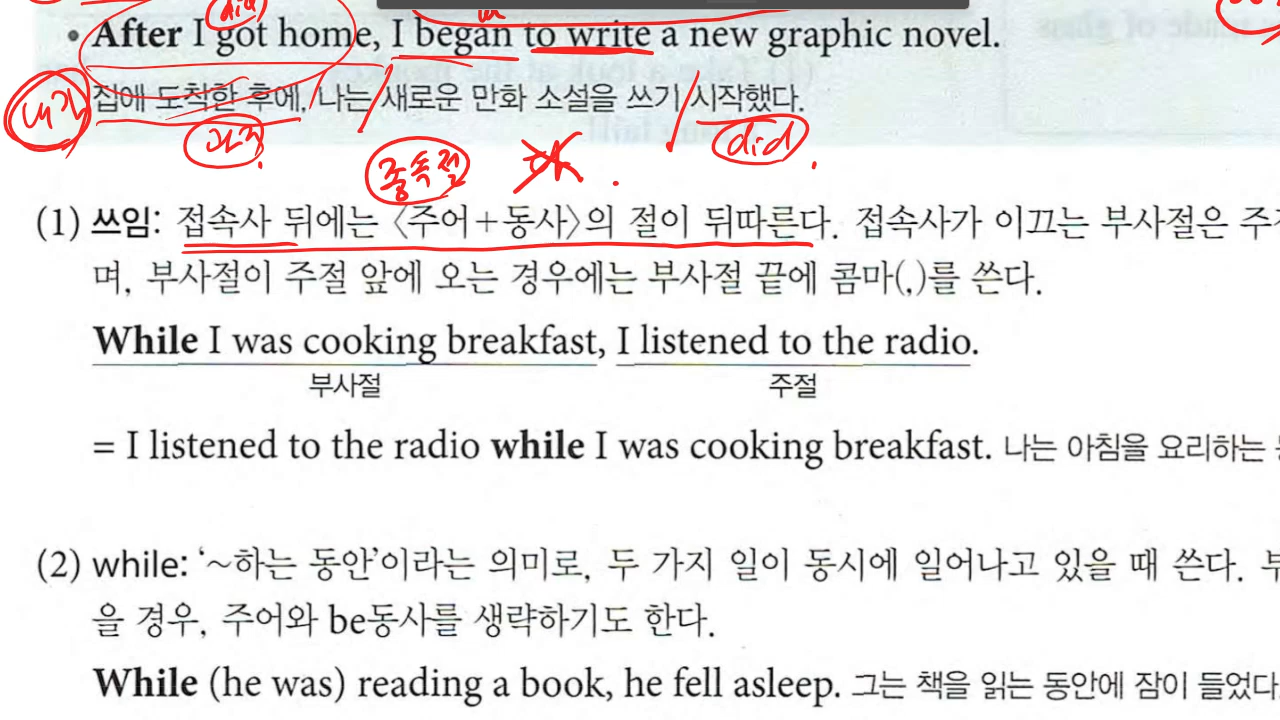 did
• After I got home, I began to write a new graphic novel.
내가 집에 도착한 후에, 나는 새로운 만화 소설을 쓰기 시작했다.
과거
종속절
did.
(1) 쓰임: 접속사 뒤에는 〈주어+동사〉의 절이 뒤따른다. 접속사가 이끄는 부사절은
며, 부사절이 주절 앞에 오는 경우에는 부사절 끝에 콤마(,)를 쓴다.
While I was cooking breakfast, I listened to the radio.
부사절 주절
= I listened to the radio while I was cooking breakfast. 나는 아침을 요리하는
(2) while: ‘~하는 동안’이라는 의미로, 두 가지 일이 동시에 일어나고 있을 때 쓴다.
을 경우, 주어와 be동사를 생략하기도 한다.
While (he was) reading a book, he fell asleep. 그는 책을 읽는 동안에 잠이 들었다